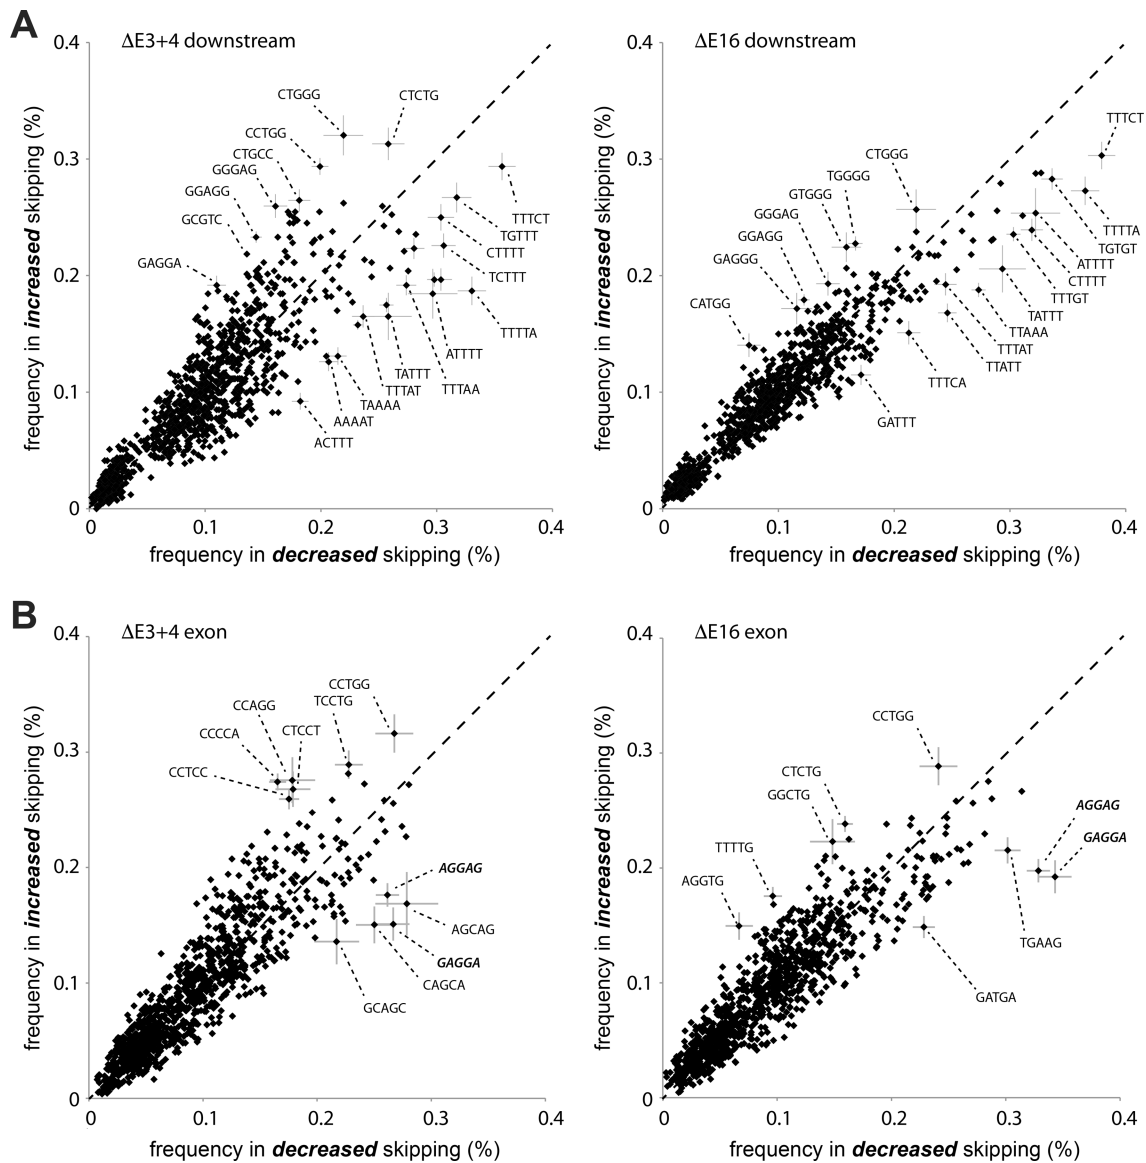 A
ΔE3+4 downstream
0.4
0.3
0.2
0.1
0
0
0.1
0.2
0.3
0.4
frequency in increased skipping (%)
frequency in decreased skipping (%)
CTGGG
CTCTG
CCTGG
CTGCC
GGGAG
GGAGG
GCGTC
GAGGA
TTTCT
TGTTT
CTTTT
TCTTT
TTTTA
ATTTT
TTTAA
TATTT
TTTAT
TAAAA
AAAAT
ACTTT
ΔE16 downstream
0.4
0.3
0.2
0.1
0
0
0.1
0.2
0.3
0.4
frequency in increased skipping (%)
frequency in decreased skipping (%)
TTTCT
CTGGG
TGGGG
GTGGG
GGGAG
GGAGG
GAGGG
CATGG
TTTTA
TGTGT
ATTTT
CTTTT
TTTGT
TATTT
TTAAA
TTTAT
TTATT
TTTCA
GATTT
B
ΔE3+4 exon
0.4
0.3
0.2
0.1
0
0
0.1
0.2
0.3
0.4
frequency in increased skipping (%)
frequency in decreased skipping (%)
CCTGG
TCCTG
CCAGG
CTCCT
CCCCA
CCTCC
AGGAG
AGCAG
GAGGA
CAGCA
GCAGC
ΔE16 exon
0.4
0.3
0.2
0.1
0
0
0.1
0.2
0.3
0.4
frequency in increased skipping (%)
frequency in decreased skipping (%)
CCTGG
CTCTG
GGCTG
TTTTG
AGGTG
AGGAG
GAGGA
TGAAG
GATGA